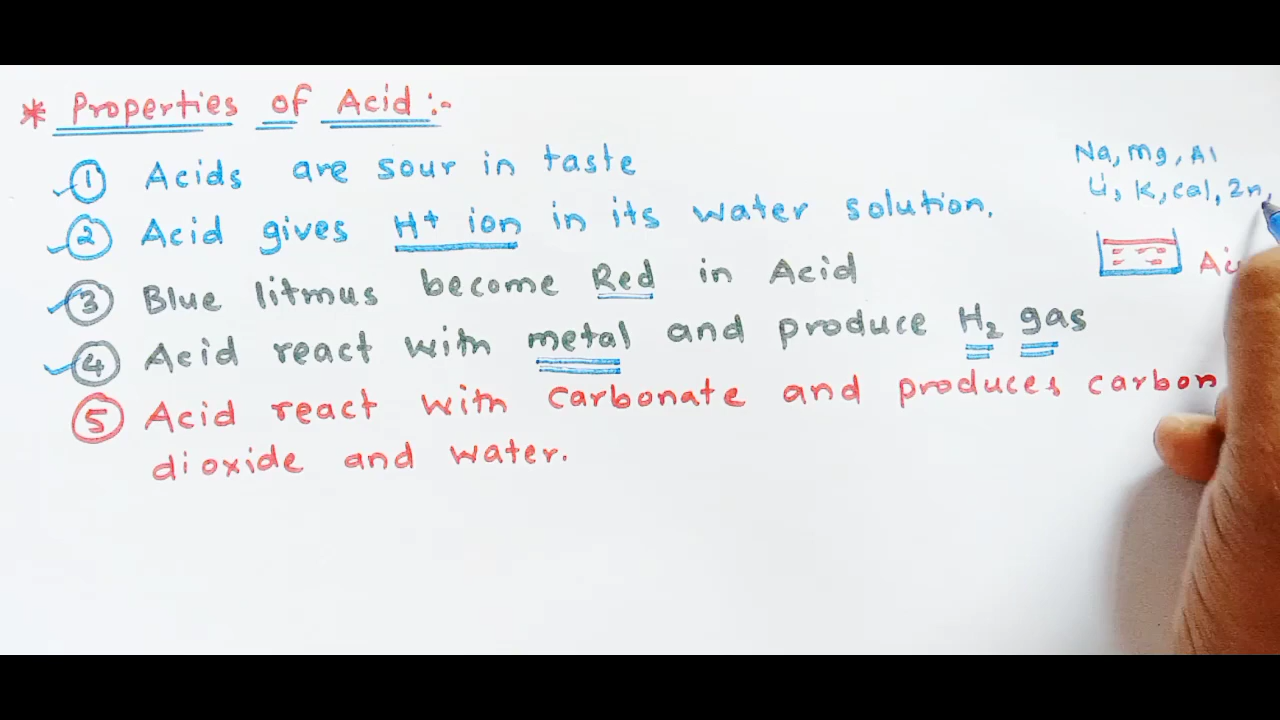 * Properties of Acid :-
① Acids are sour in taste
② Acid gives H+ ion in its water solution.
③ Blue litmus become Red in Acid
④ Acid react with metal and produce H₂ gas
⑤ Acid react with carbonate and produces carbon
dioxide and water.
Na, Mg, Al
Li, K, cal, Zn,